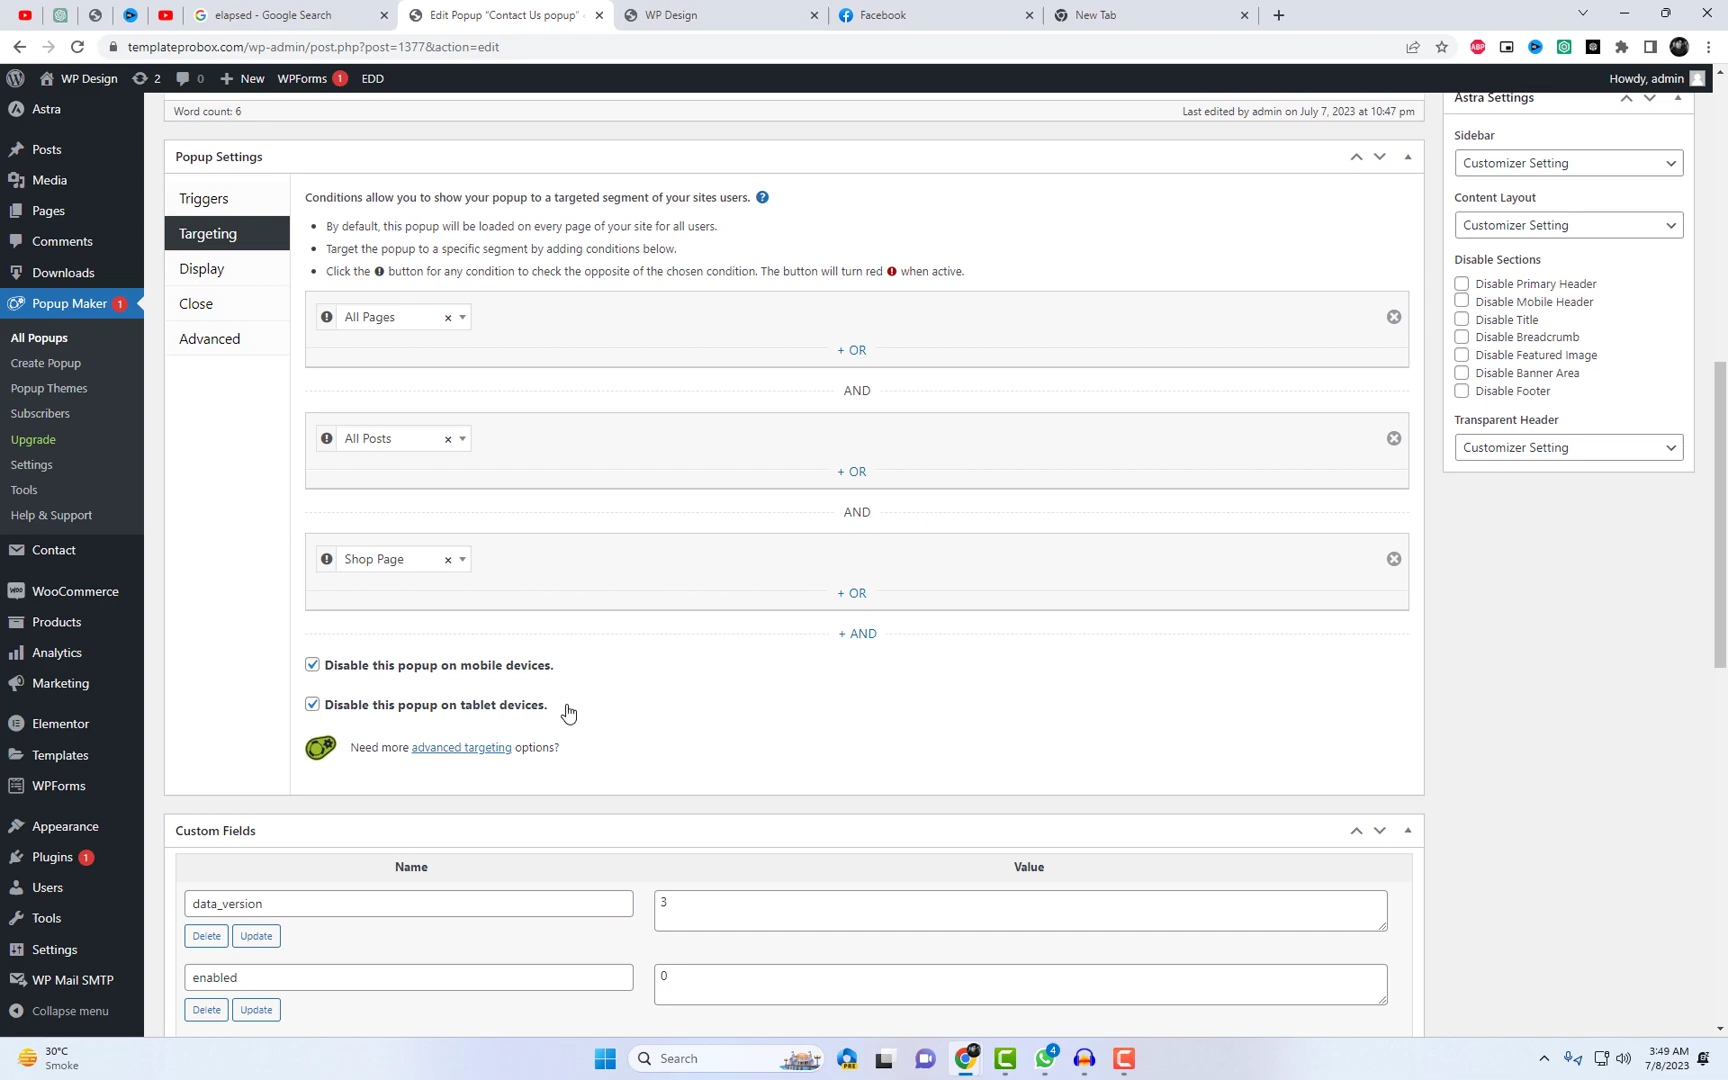 elapsed - Google Search
Edit Popup "Contact Us popup"
WP Design
Facebook
New Tab
templateprobox.com/wp-admin/post.php?post=1377&action=edit
ABP
WP Design 2 0 New WPForms 1 EDD
Howdy, admin
Astra
Posts
Media
Pages
Comments
Downloads
Popup Maker 1
All Popups
Create Popup
Popup Themes
Subscribers
Upgrade
Settings
Tools
Help & Support
Contact
WooCommerce
Products
Analytics
Marketing
Elementor
Templates
WPForms
Appearance
Plugins 1
Users
Tools
Settings
WP Mail SMTP
Collapse menu
Word count: 6
Last edited by admin on July 7, 2023 at 10:47 pm
Popup Settings
Triggers
Targeting
Display
Close
Advanced
Conditions allow you to show your popup to a targeted segment of your sites users. ?
• By default, this popup will be loaded on every page of your site for all users.
• Target the popup to a specific segment by adding conditions below.
• Click the ! button for any condition to check the opposite of the chosen condition. The button will turn red ! when active.
! All Pages × 
+ OR
AND
! All Posts × 
+ OR
AND
! Shop Page × 
+ OR
+ AND
Disable this popup on mobile devices.
Disable this popup on tablet devices.
Need more advanced targeting options?
Custom Fields
Name
Value
data_version
3
Delete
Update
enabled
0
Delete
Update
Astra Settings
Sidebar
Customizer Setting
Content Layout
Customizer Setting
Disable Sections
Disable Primary Header
Disable Mobile Header
Disable Title
Disable Breadcrumb
Disable Featured Image
Disable Banner Area
Disable Footer
Transparent Header
Customizer Setting
30°C
Smoke
Search
PRE
4
3:49 AM
7/8/2023